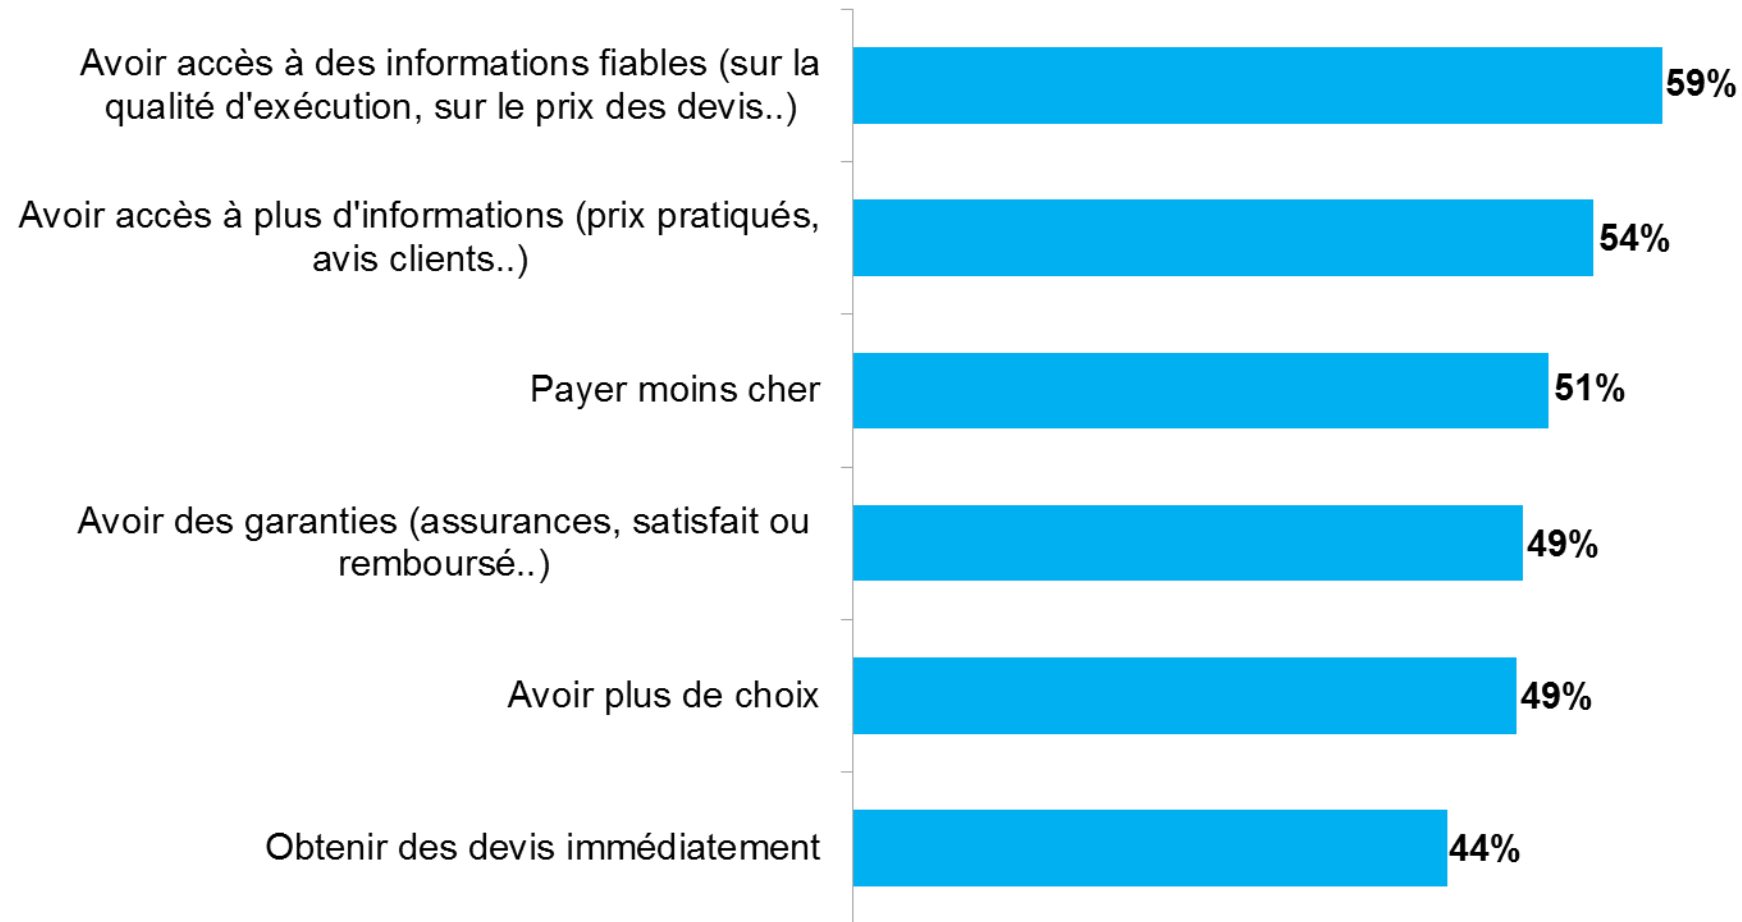 Avoir accès à des informations fiables (sur la
qualité d'exécution, sur le prix des devis..)
59%
Avoir accès à plus d'informations (prix pratiqués,
avis clients..)
54%
Payer moins cher
51%
Avoir des garanties (assurances, satisfait ou
remboursé..)
49%
Avoir plus de choix
49%
Obtenir des devis immédiatement
44%